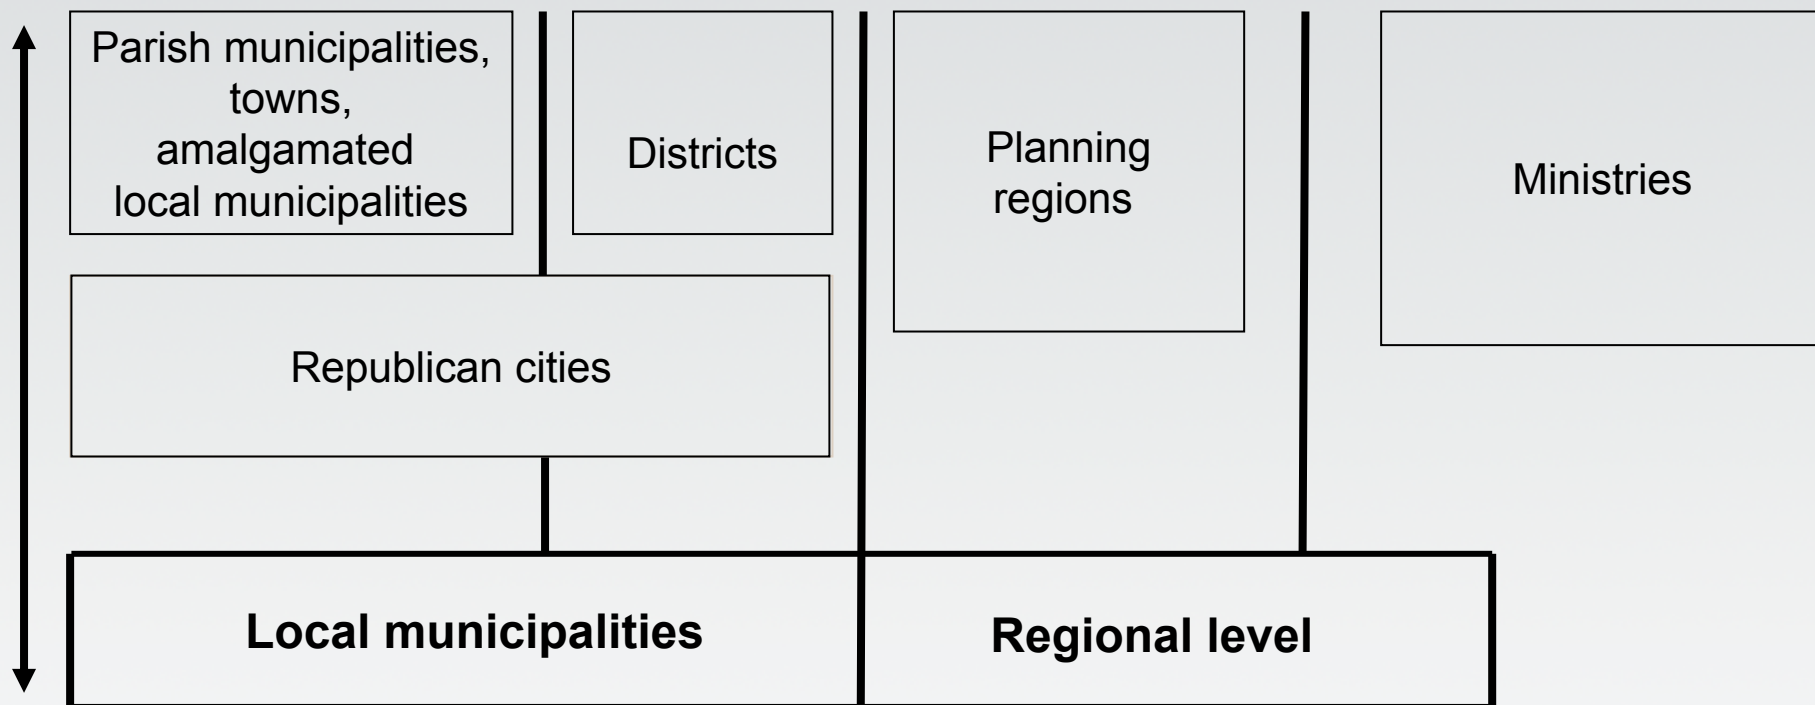 Parish municipalities,
towns,
amalgamated
local municipalities
Districts
Planning
regions
Ministries
Republican cities
Local municipalities
Regional level